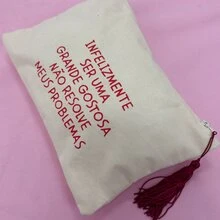 INFELIZMENTE
SER UMA
GRANDE GOSTOSA
NÃO RESOLVE
MEUS PROBLEMAS